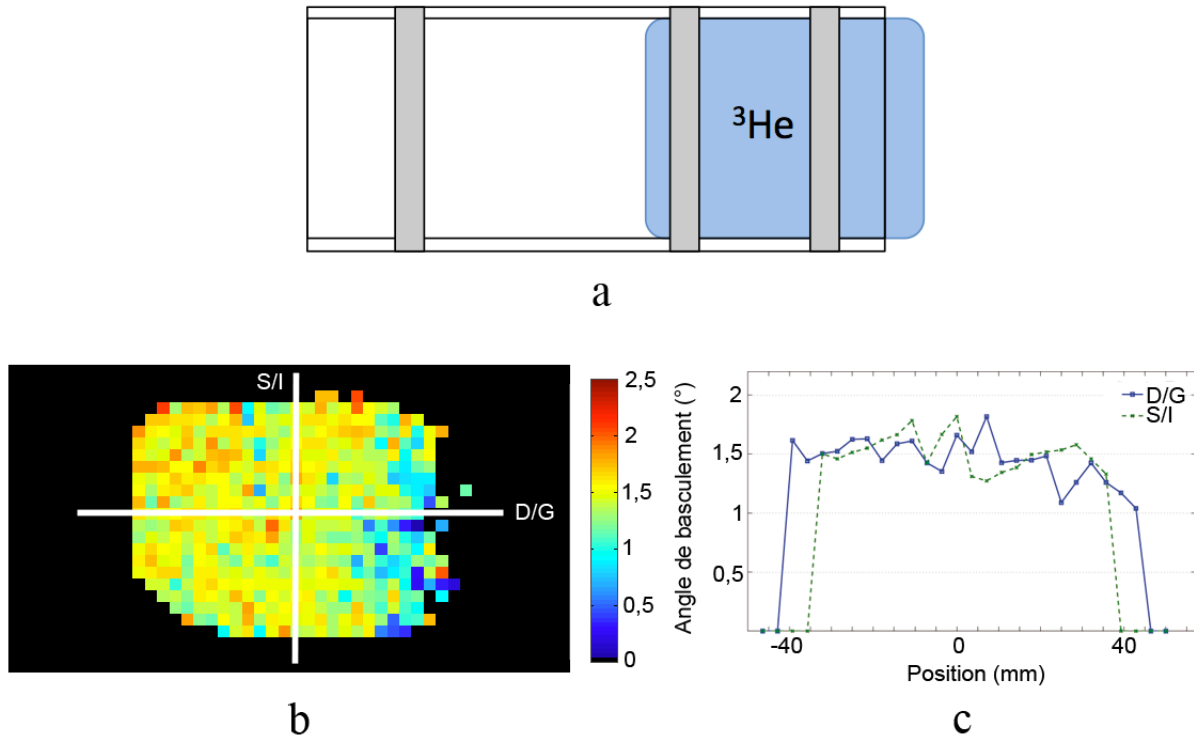 ³He
a
S/I
D/G
2,5
2
1,5
1
0,5
0
b
Angle de basculement (°)
2
1,5
1
0,5
D/G
S/I
-40
0
40
Position (mm)
c